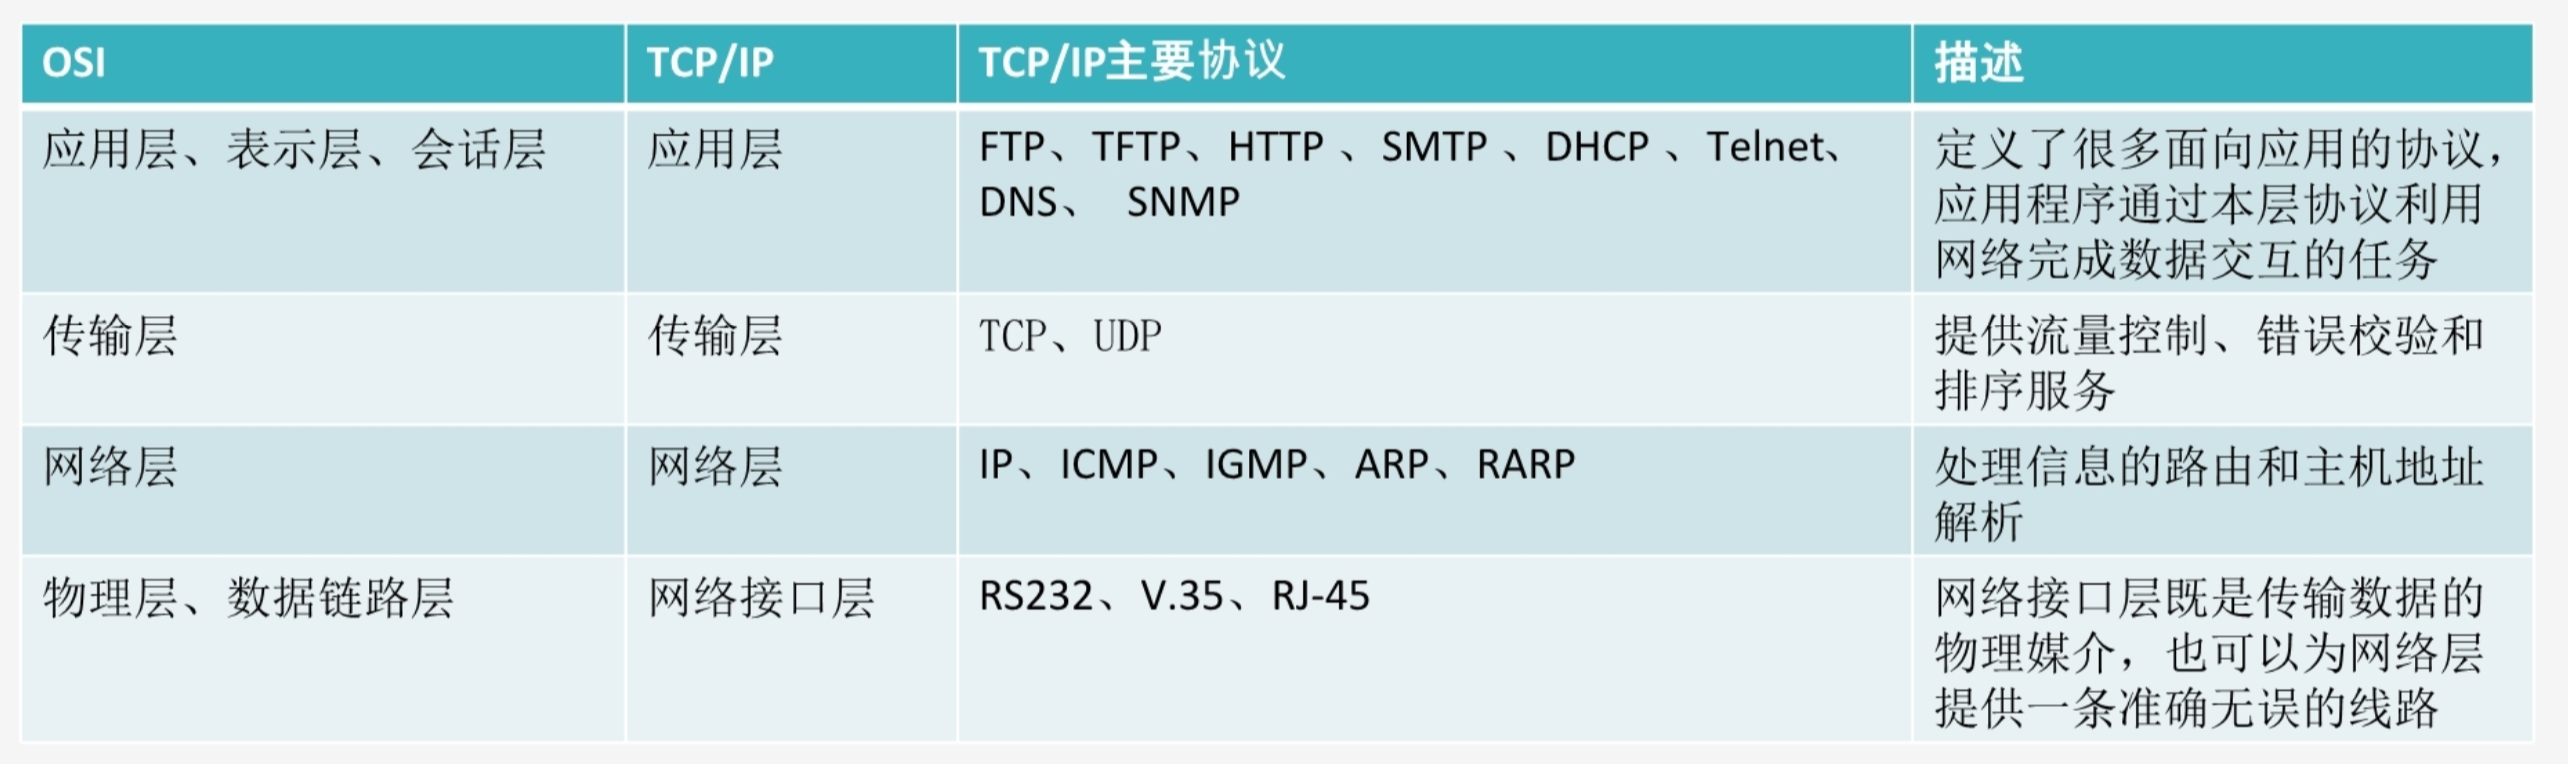 OSI
TCP/IP
TCP/IP主要协议
描述
应用层、表示层、会话层
应用层
FTP、TFTP、HTTP 、SMTP 、DHCP 、Telnet、
DNS、 SNMP
定义了很多面向应用的协议，
应用程序通过本层协议利用
网络完成数据交互的任务
传输层
传输层
TCP、UDP
提供流量控制、错误校验和
排序服务
网络层
网络层
IP、ICMP、IGMP、ARP、RARP
处理信息的路由和主机地址
解析
物理层、数据链路层
网络接口层
RS232、V.35、RJ-45
网络接口层既是传输数据的
物理媒介，也可以为网络层
提供一条准确无误的线路